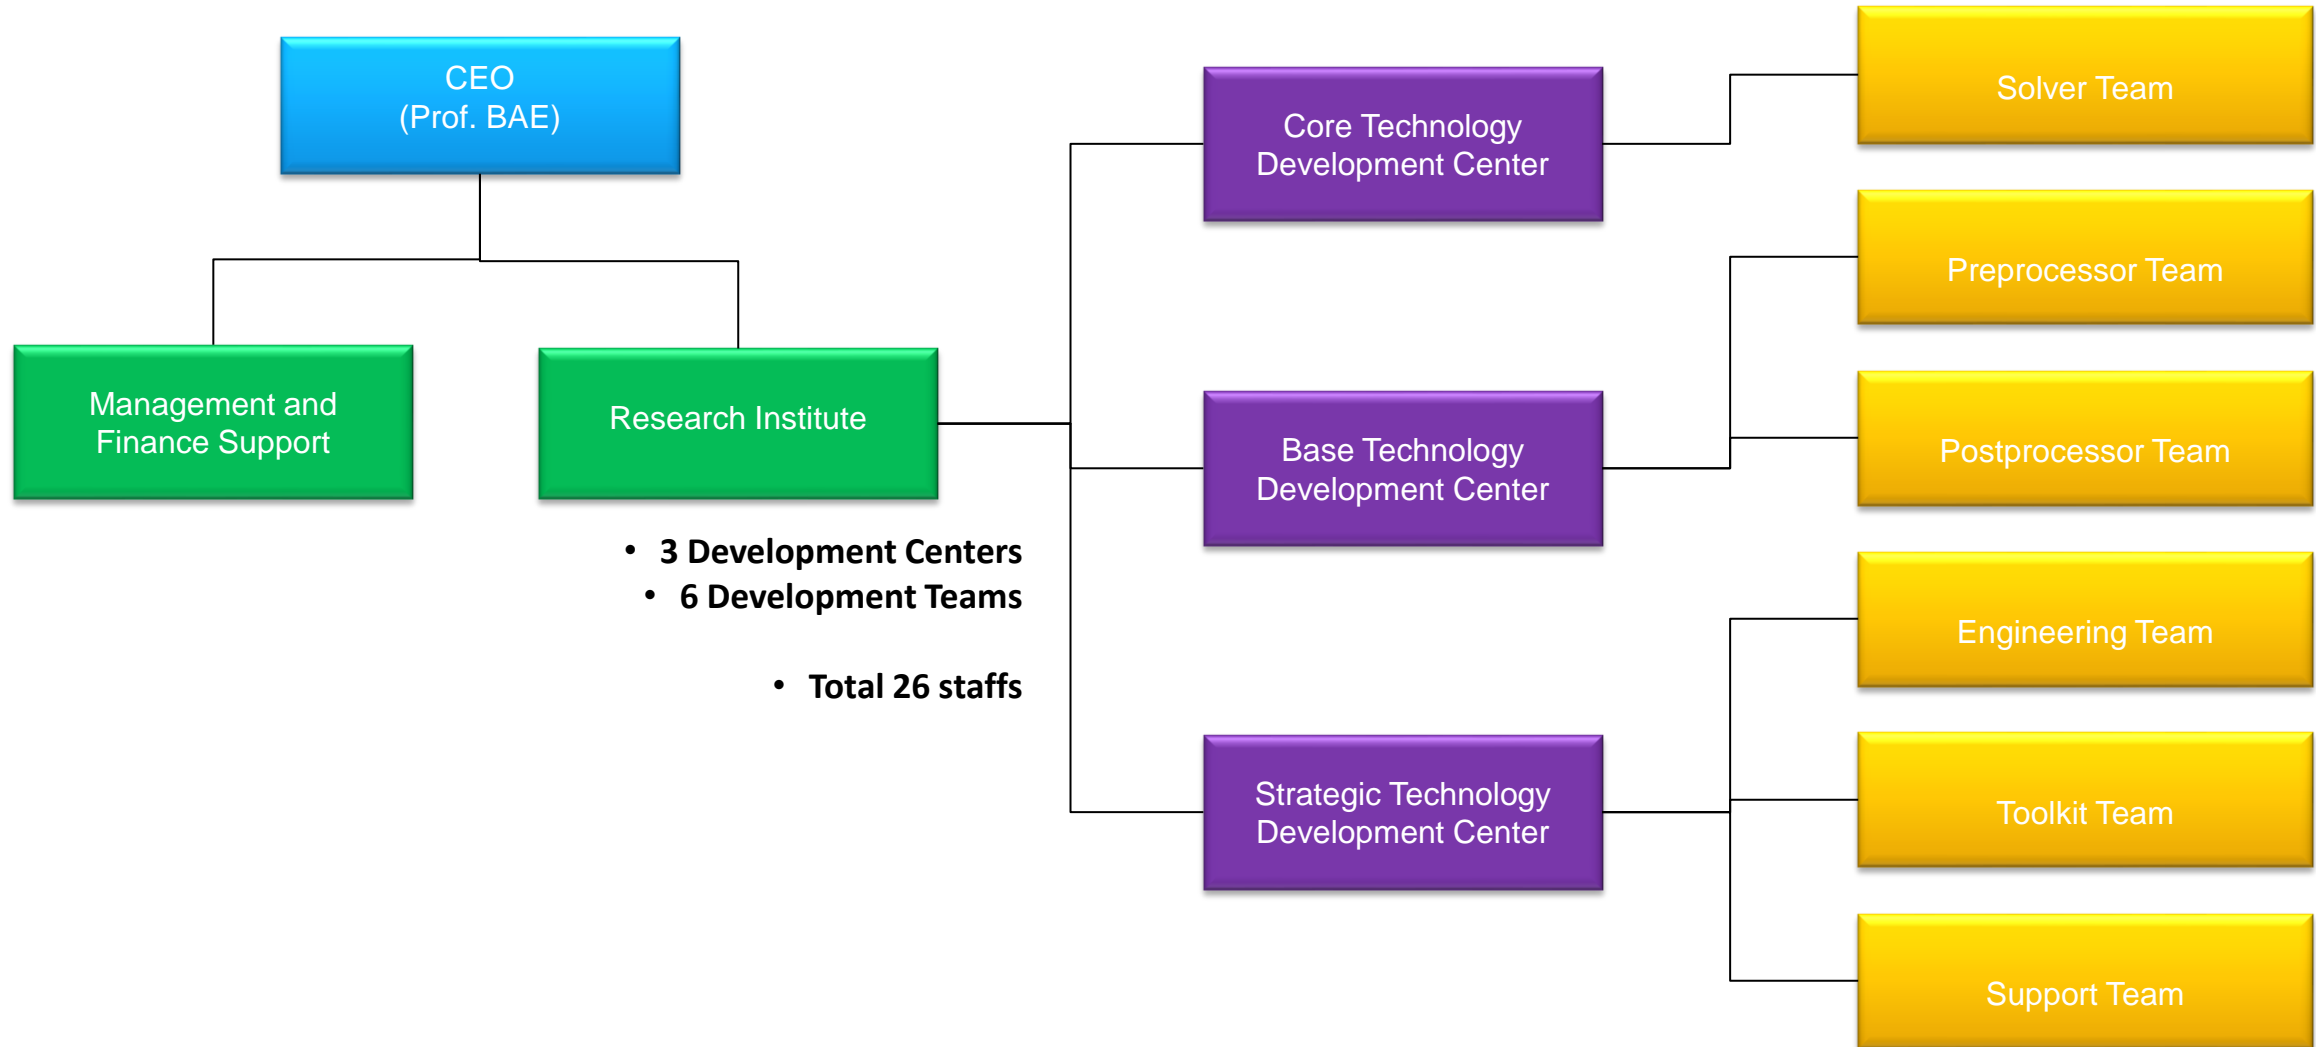 CEO
(Prof. BAE)
Management and
Finance Support
Research Institute
• 3 Development Centers
• 6 Development Teams
• Total 26 staffs
Core Technology
Development Center
Base Technology
Development Center
Strategic Technology
Development Center
Solver Team
Preprocessor Team
Postprocessor Team
Engineering Team
Toolkit Team
Support Team